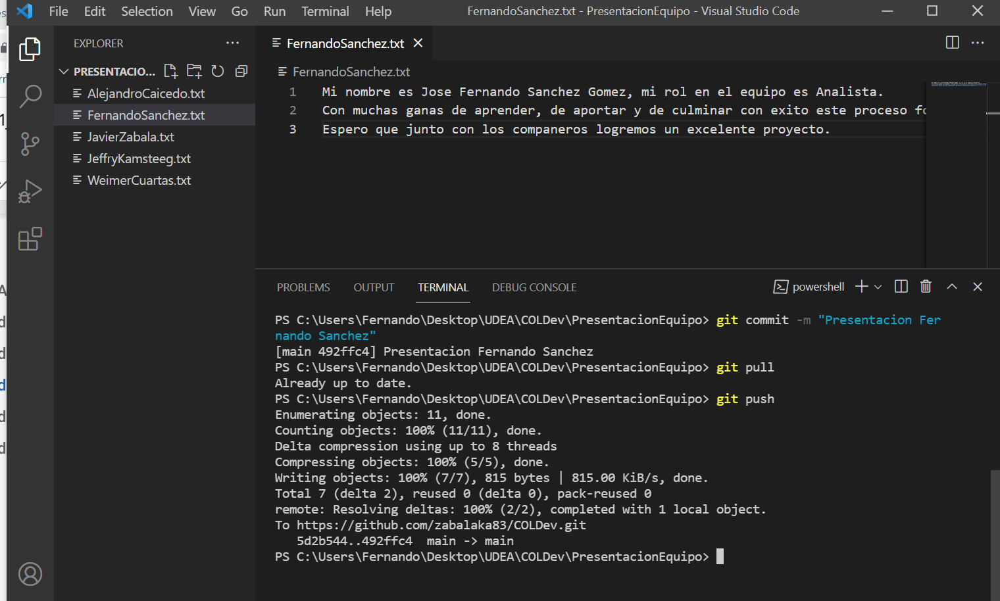 File Edit Selection View Go Run Terminal Help
FernandoSanchez.txt - PresentacionEquipo - Visual Studio Code
EXPLORER
PRESENTACIO...
AlejandroCaicedo.txt
FernandoSanchez.txt
JavierZabala.txt
JeffryKamsteeg.txt
WeimerCuartas.txt
FernandoSanchez.txt
FernandoSanchez.txt
1 Mi nombre es Jose Fernando Sanchez Gomez, mi rol en el equipo es Analista.
2 Con muchas ganas de aprender, de aportar y de culminar con exito este proceso fo
3 Espero que junto con los companeros logremos un excelente proyecto.
PROBLEMS OUTPUT TERMINAL DEBUG CONSOLE
powershell
PS C:\Users\Fernando\Desktop\UDEA\COLDev\PresentacionEquipo> git commit -m "Presentacion Fer
nando Sanchez"
[main 492ffc4] Presentacion Fernando Sanchez
PS C:\Users\Fernando\Desktop\UDEA\COLDev\PresentacionEquipo> git pull
Already up to date.
PS C:\Users\Fernando\Desktop\UDEA\COLDev\PresentacionEquipo> git push
Enumerating objects: 11, done.
Counting objects: 100% (11/11), done.
Delta compression using up to 8 threads
Compressing objects: 100% (5/5), done.
Writing objects: 100% (7/7), 815 bytes | 815.00 KiB/s, done.
Total 7 (delta 2), reused 0 (delta 0), pack-reused 0
remote: Resolving deltas: 100% (2/2), completed with 1 local object.
To https://github.com/zabalaka83/COLDev.git
5d2b544..492ffc4 main -> main
PS C:\Users\Fernando\Desktop\UDEA\COLDev\PresentacionEquipo>